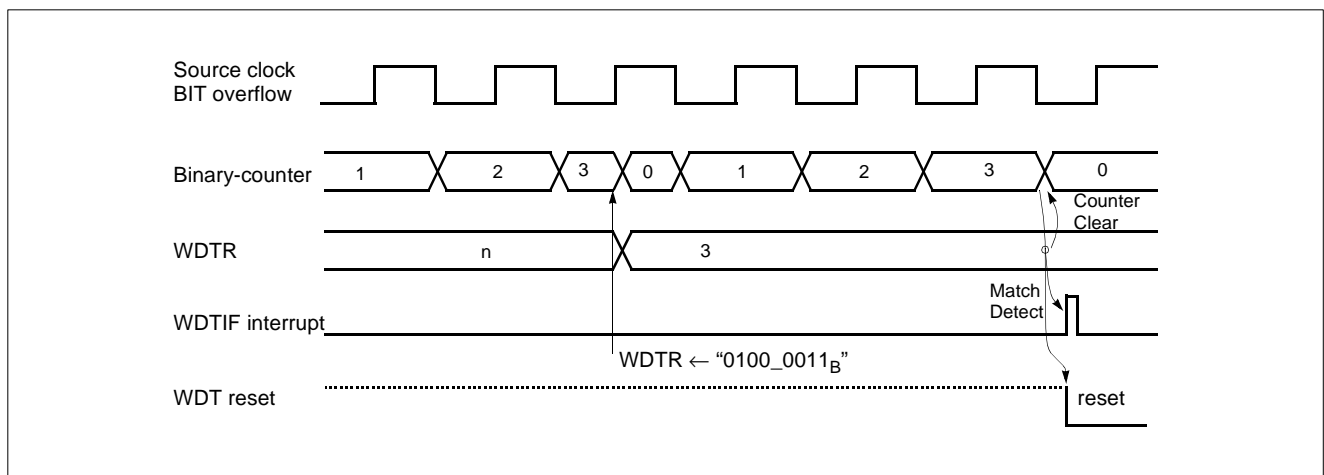 Source clock
BIT overflow
Binary-counter
1 2 3 0 1 2 3 0
Counter
Clear
WDTR
n 3
Match
Detect
WDTIF interrupt
WDTR ← “0100_0011B”
WDT reset
reset